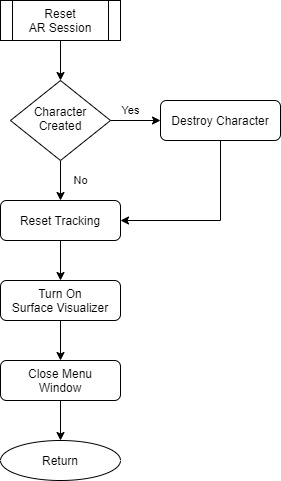 Reset
AR Session
Character
Created
Yes
Destroy Character
No
Reset Tracking
Turn On
Surface Visualizer
Close Menu
Window
Return